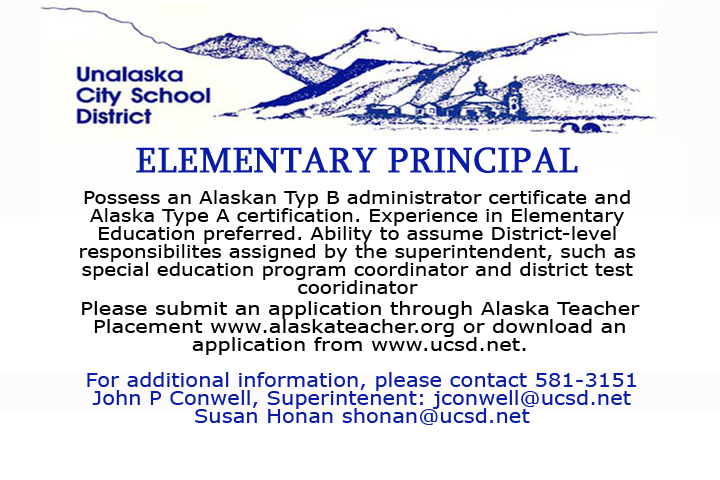 Unalaska
City School
District
ELEMENTARY PRINCIPAL
Possess an Alaskan Typ B administrator certificate and
Alaska Type A certification. Experience in Elementary
Education preferred. Ability to assume District-level
responsibilites assigned by the superintendent, such as
special education program coordinator and district test
cooridinator
Please submit an application through Alaska Teacher
Placement www.alaskateacher.org or download an
application from www.ucsd.net.
For additional information, please contact 581-3151
John P Conwell, Superintenent: jconwell@ucsd.net
Susan Honan shonan@ucsd.net